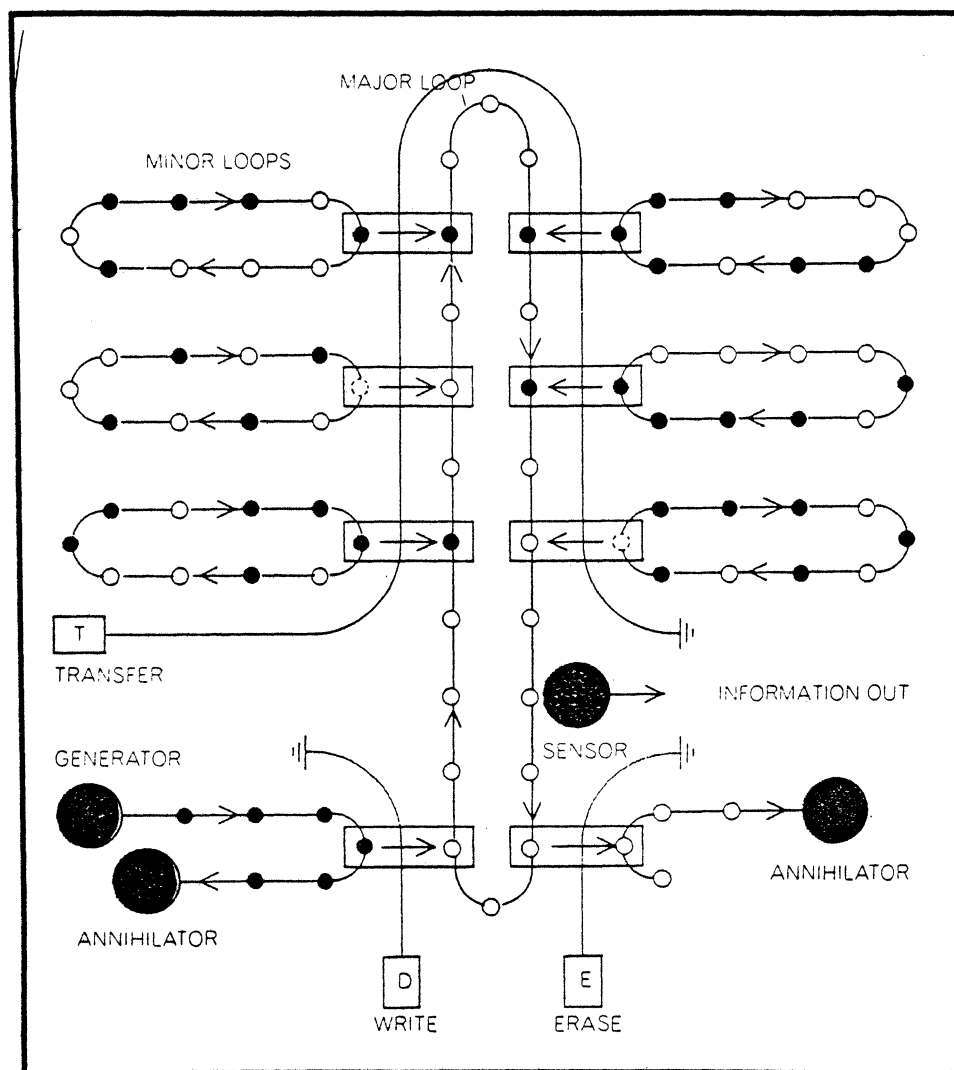 MAJOR LOOP
MINOR LOOPS
T
TRANSFER
INFORMATION OUT
SENSOR
GENERATOR
ANNIHILATOR
ANNIHILATOR
D
E
WRITE
ERASE